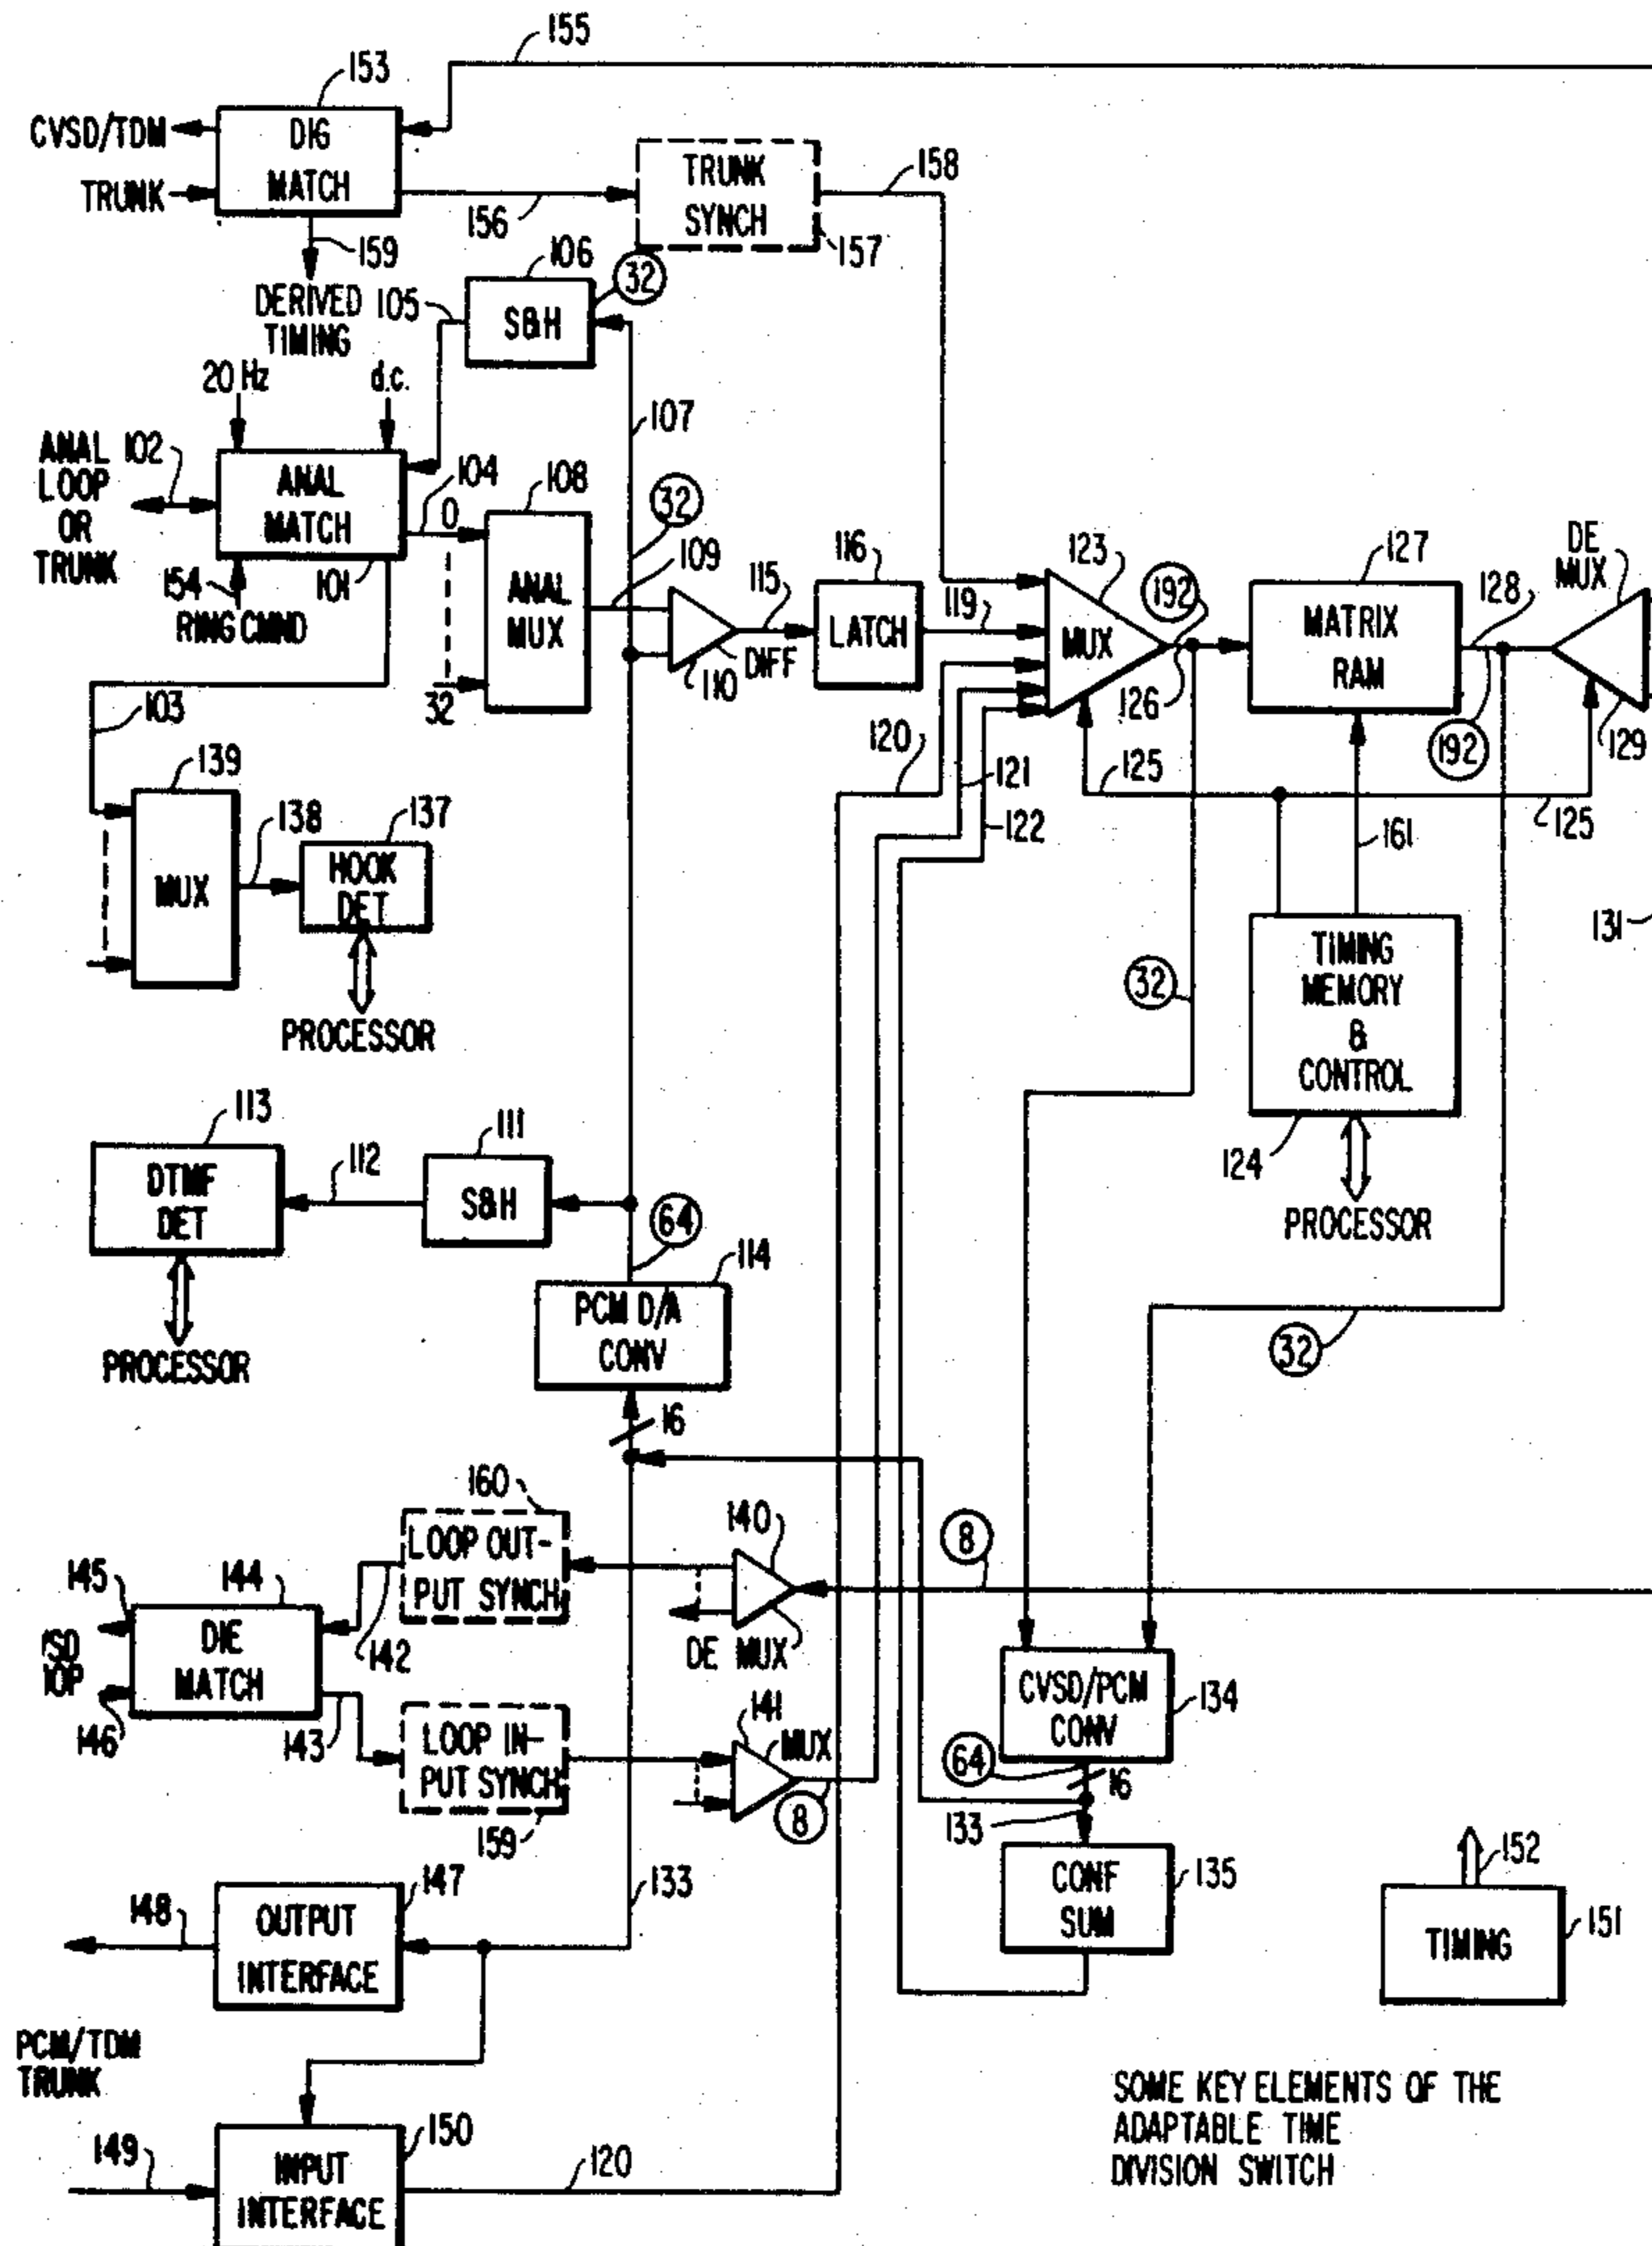 155
153
CVSD/TDM
TRUNK
DIG
MATCH
156
TRUNK
SYNCH
158
157
159
DERIVED
TIMING
106
32
105
S&H
20 Hz
d.c.
107
ANAL
LOOP
OR
TRUNK
102
ANAL
MATCH
104
0
108
32
109
154
RING CMND
101
ANAL
MUX
32
110
DIFF
115
116
LATCH
119
123
MUX
192
126
127
MATRIX
RAM
128
192
DE
MUX
129
103
139
MUX
138
137
HOOK
DET
PROCESSOR
120
121
122
125
125
161
131
32
TIMING
MEMORY
&
CONTROL
124
PROCESSOR
113
DTMF
DET
112
111
S&H
64
PROCESSOR
114
PCM D/A
CONV
16
32
160
LOOP OUT-
PUT SYNCH
140
8
145
144
DIE
MATCH
142
DE MUX
146
143
LOOP IN-
PUT SYNCH
159
141
MUX
8
CVSD/PCM
CONV
134
64
16
133
CONF
SUM
135
133
147
148
OUTPUT
INTERFACE
152
TIMING
151
PCM/TDM
TRUNK
149
150
INPUT
INTERFACE
120
SOME KEY ELEMENTS OF THE
ADAPTABLE TIME
DIVISION SWITCH